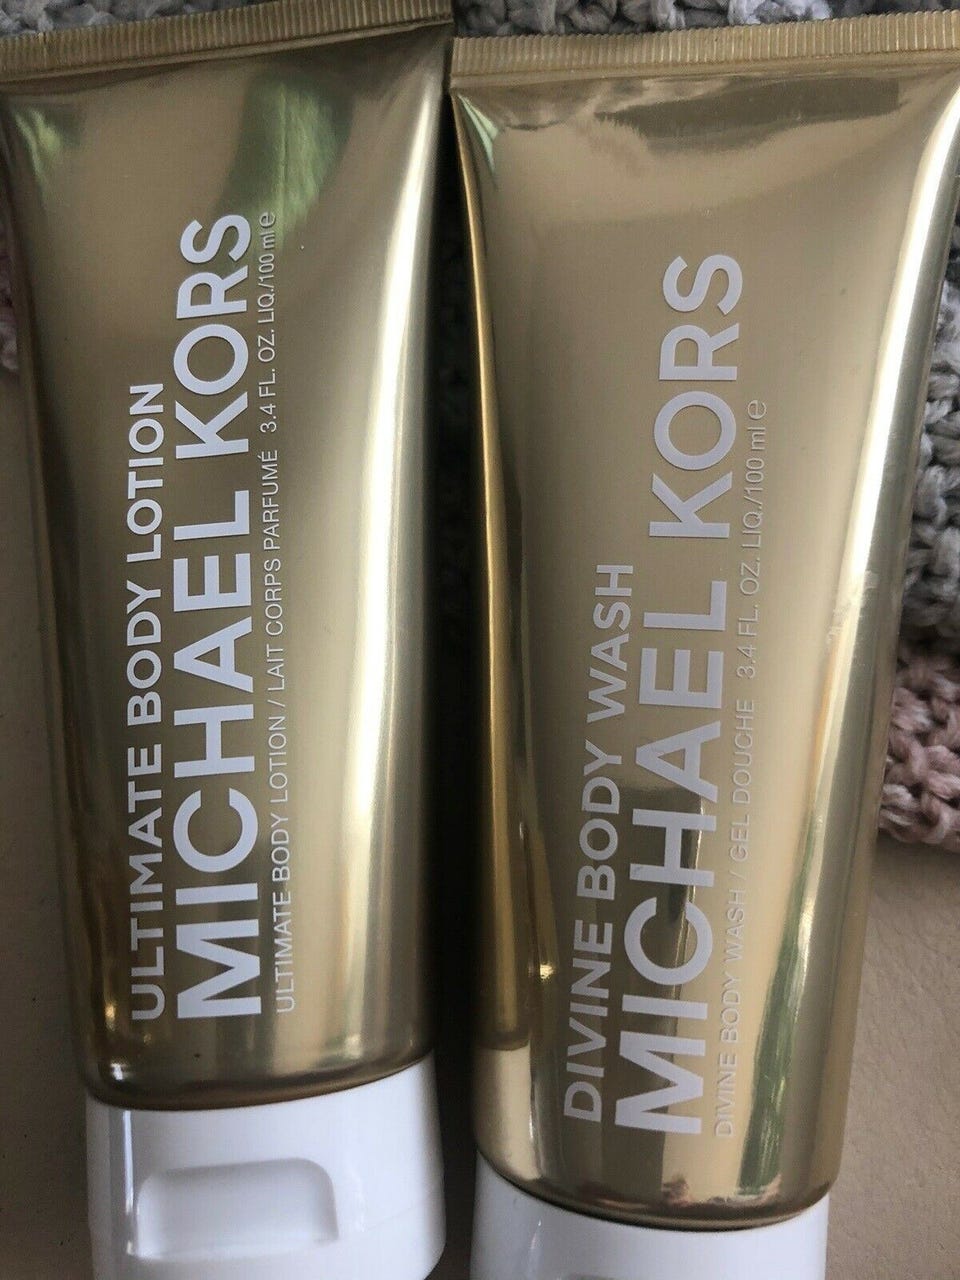 ULTIMATE BODY LOTION
MICHAEL KORS
ULTIMATE BODY LOTION / LAIT CORPS PARFUMÉ 3.4 FL. OZ. LIQ./100 ml e
DIVINE BODY WASH
MICHAEL KORS
DIVINE BODY WASH / GEL DOUCHE 3.4 FL. OZ. LIQ./100 ml e